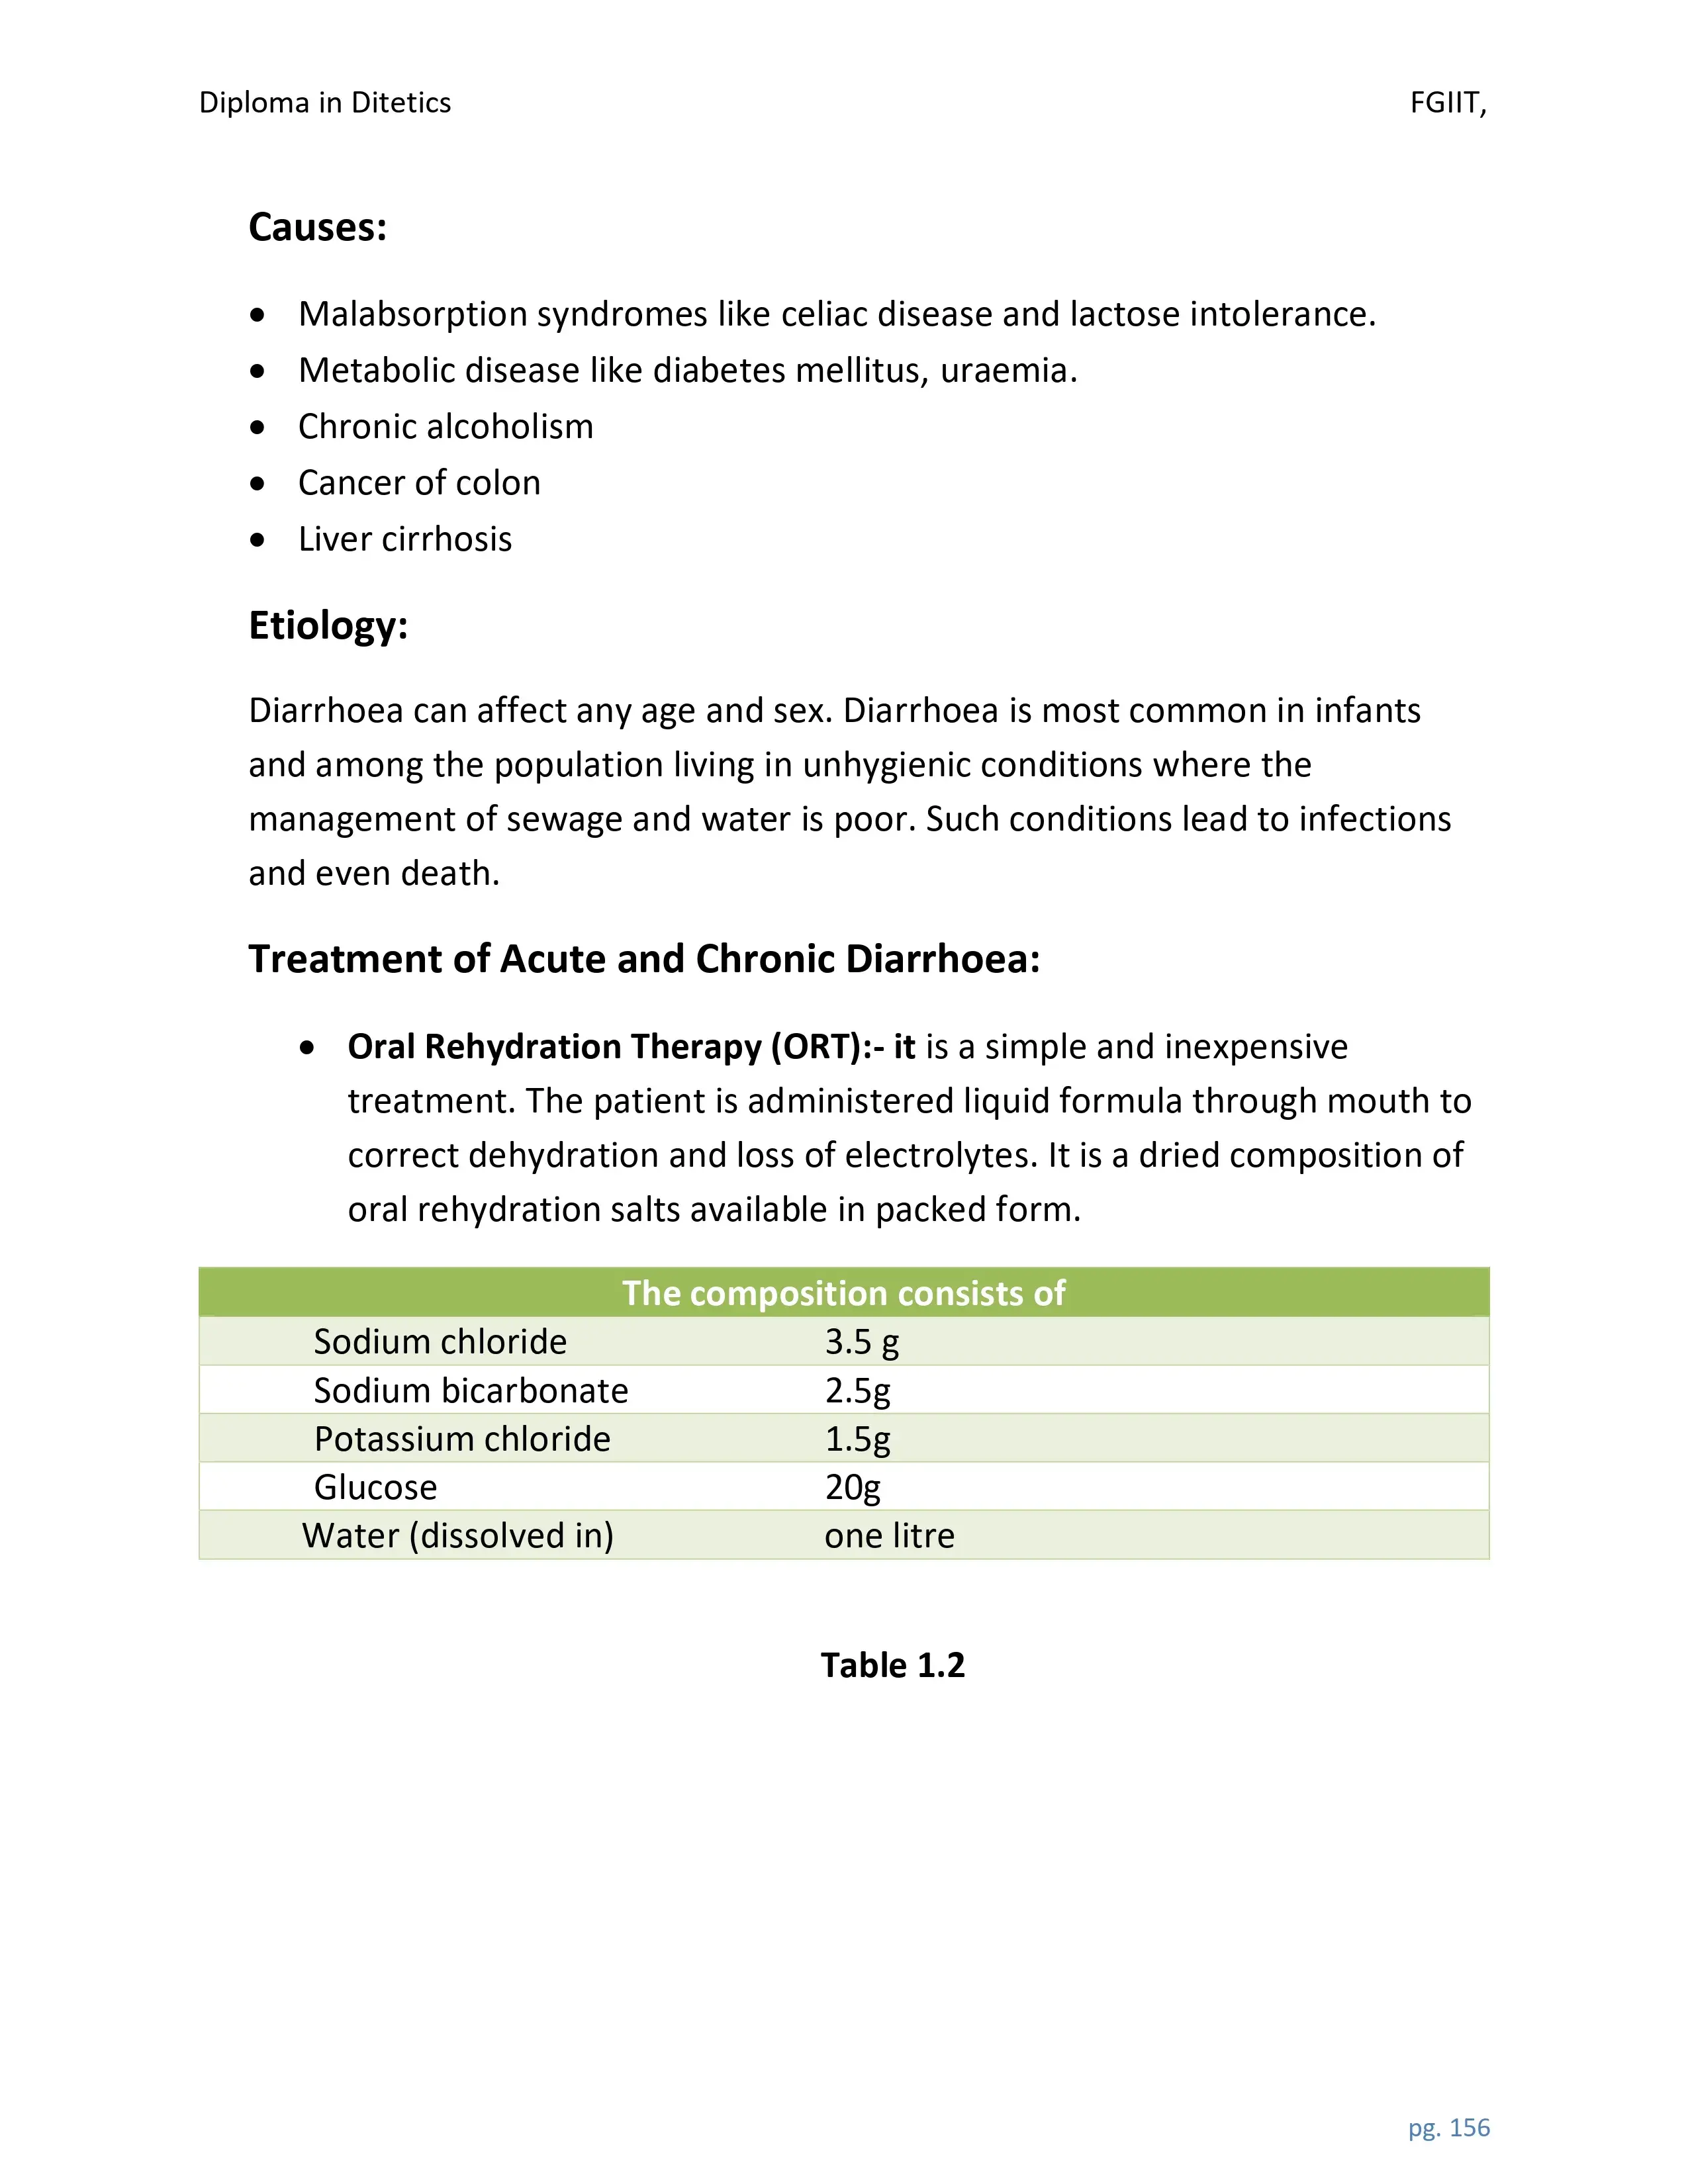 Diploma in Ditetics FGIIT,
Causes:
• Malabsorption syndromes like celiac disease and lactose intolerance.
• Metabolic disease like diabetes mellitus, uraemia.
• Chronic alcoholism
• Cancer of colon
• Liver cirrhosis
Etiology:
Diarrhoea can affect any age and sex. Diarrhoea is most common in infants
and among the population living in unhygienic conditions where the
management of sewage and water is poor. Such conditions lead to infections
and even death.
Treatment of Acute and Chronic Diarrhoea:
• Oral Rehydration Therapy (ORT):- it is a simple and inexpensive
treatment. The patient is administered liquid formula through mouth to
correct dehydration and loss of electrolytes. It is a dried composition of
oral rehydration salts available in packed form.
The composition consists of
Sodium chloride 3.5 g
Sodium bicarbonate 2.5g
Potassium chloride 1.5g
Glucose 20g
Water (dissolved in) one litre
Table 1.2
pg. 156